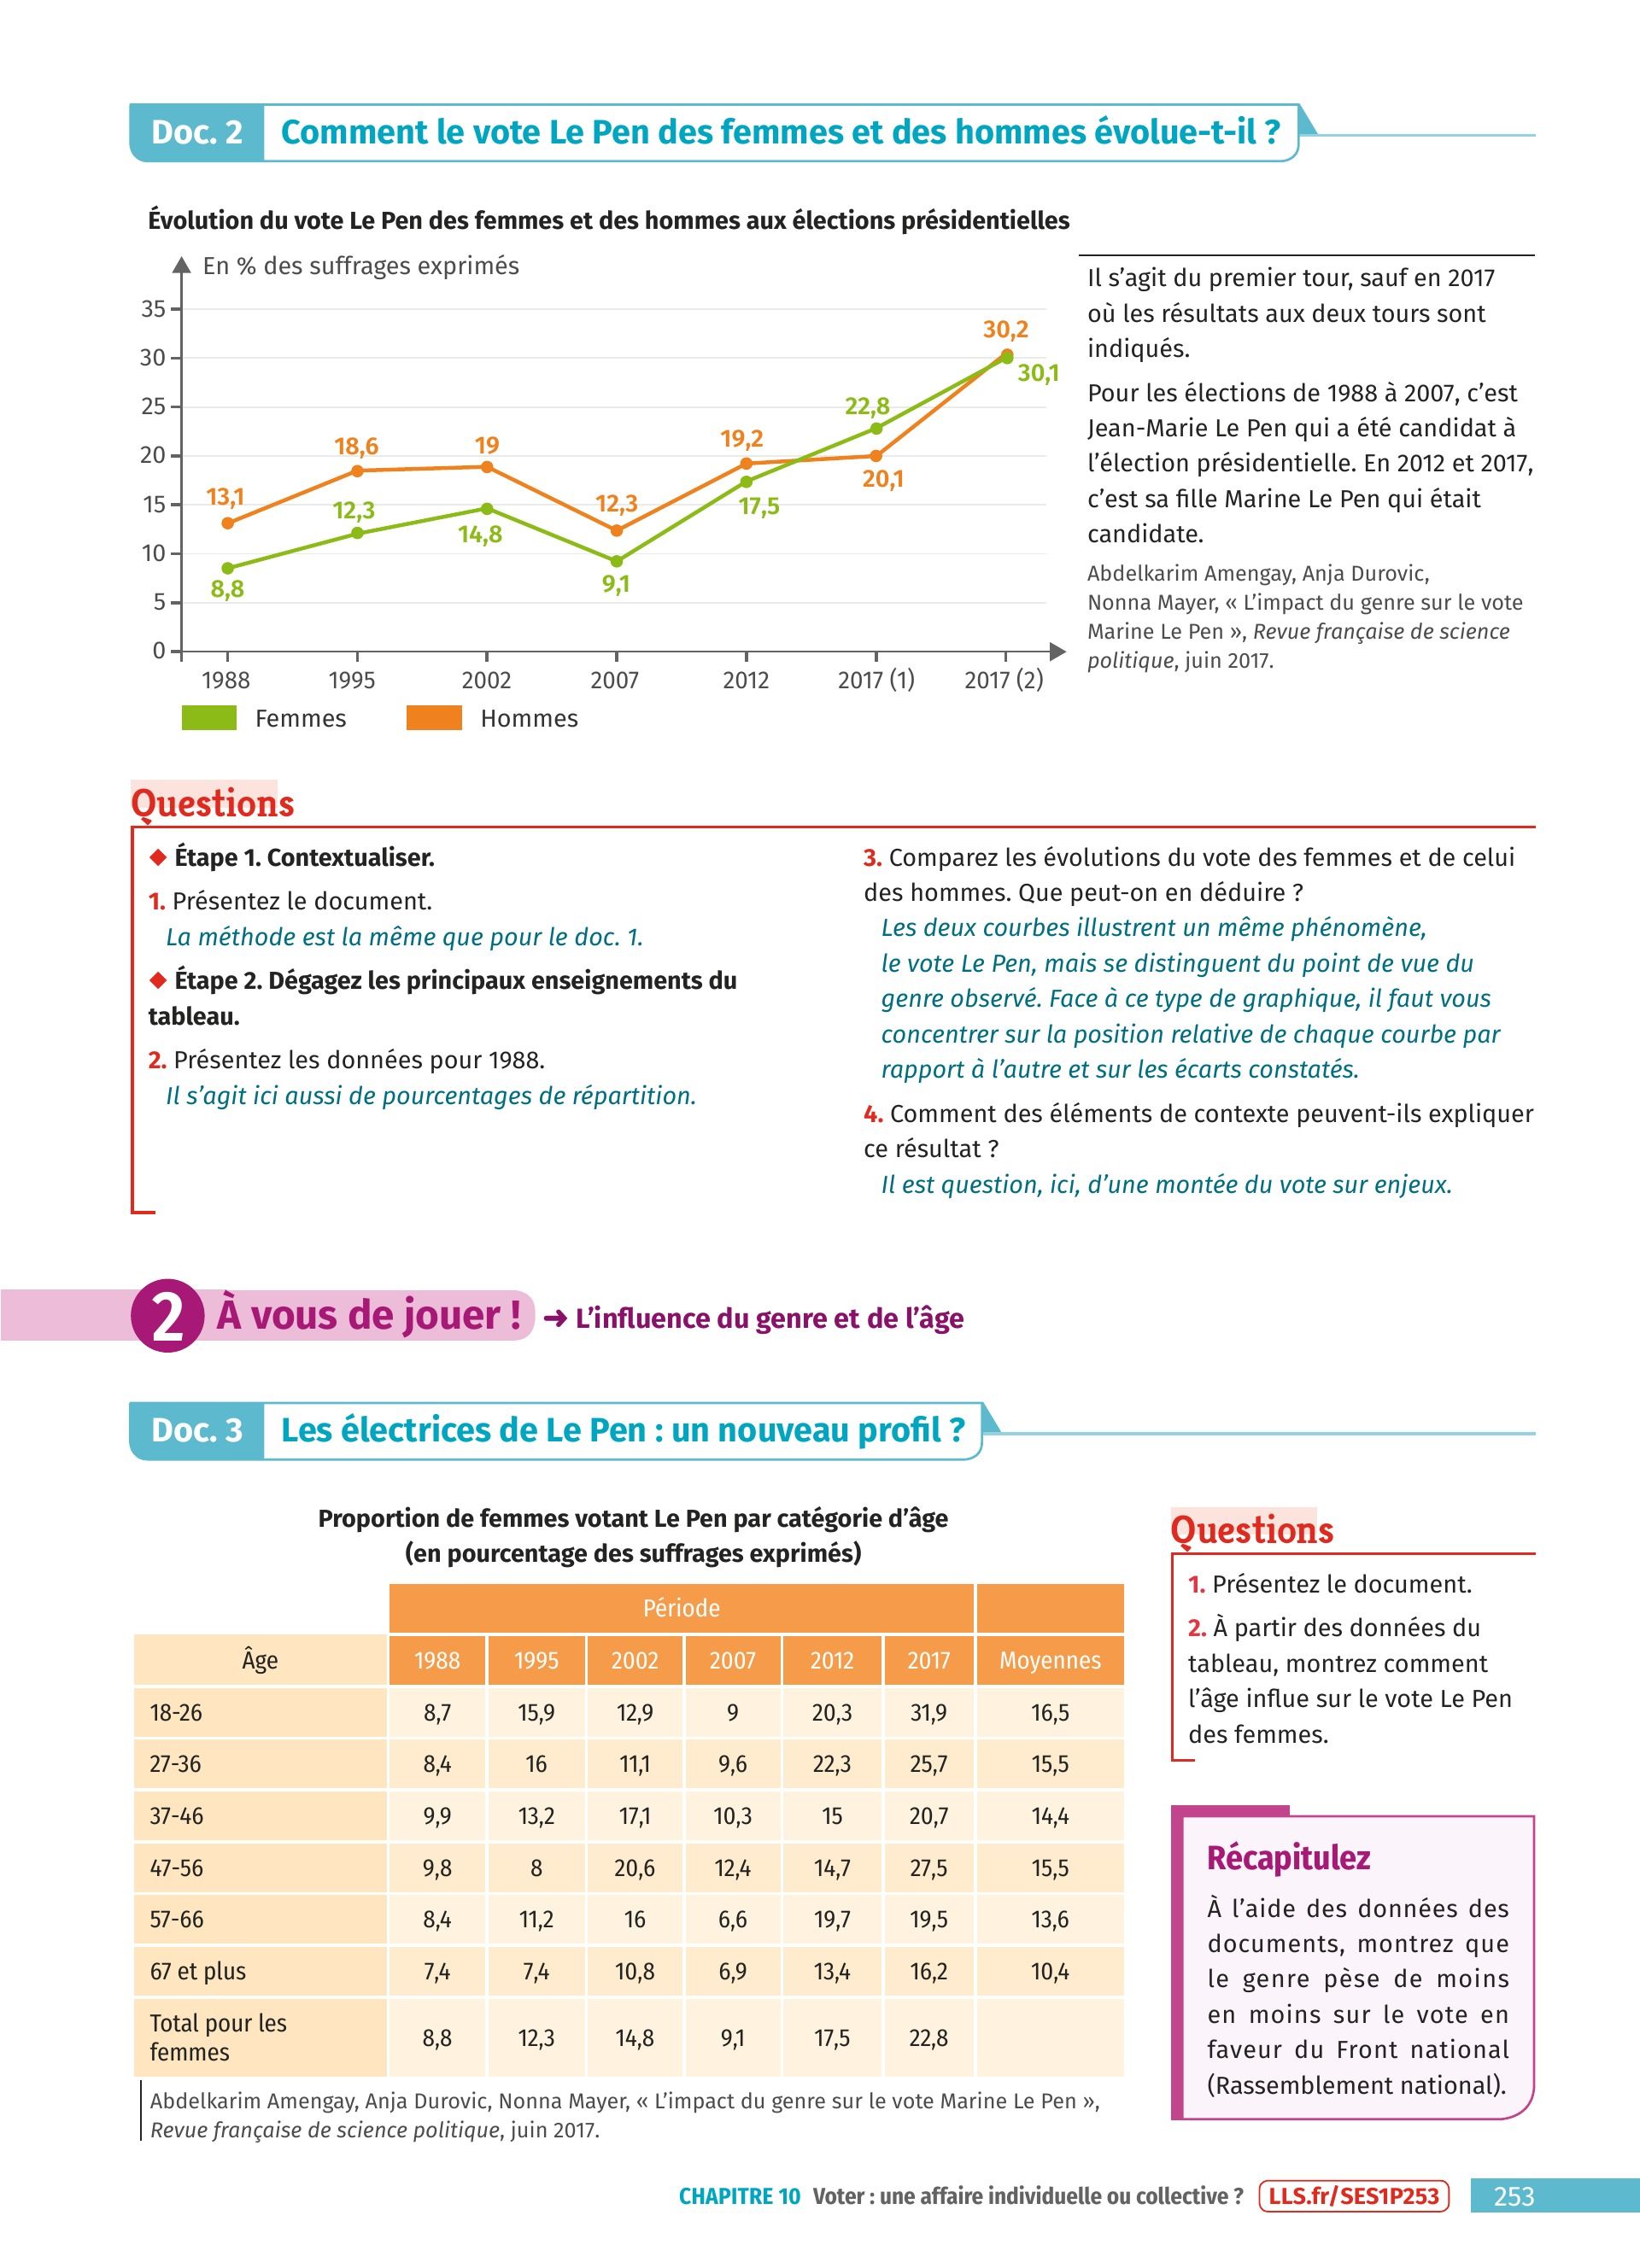 Doc. 2 Comment le vote Le Pen des femmes et des hommes évolue-t-il ?
Évolution du vote Le Pen des femmes et des hommes aux élections présidentielles
En % des suffrages exprimés
35
30
25
20
15
10
5
0
13,1
18,6
19
12,3
19,2
20,1
30,2
8,8
12,3
14,8
9,1
17,5
22,8
30,1
1988 1995 2002 2007 2012 2017 (1) 2017 (2)
Femmes Hommes
Il s’agit du premier tour, sauf en 2017
où les résultats aux deux tours sont
indiqués.
Pour les élections de 1988 à 2007, c’est
Jean-Marie Le Pen qui a été candidat à
l’élection présidentielle. En 2012 et 2017,
c’est sa fille Marine Le Pen qui était
candidate.
Abdelkarim Amengay, Anja Durovic,
Nonna Mayer, « L’impact du genre sur le vote
Marine Le Pen », Revue française de science
politique, juin 2017.
Questions
◆ Étape 1. Contextualiser.
1. Présentez le document.
La méthode est la même que pour le doc. 1.
◆ Étape 2. Dégagez les principaux enseignements du
tableau.
2. Présentez les données pour 1988.
Il s’agit ici aussi de pourcentages de répartition.
3. Comparez les évolutions du vote des femmes et de celui
des hommes. Que peut-on en déduire ?
Les deux courbes illustrent un même phénomène,
le vote Le Pen, mais se distinguent du point de vue du
genre observé. Face à ce type de graphique, il faut vous
concentrer sur la position relative de chaque courbe par
rapport à l’autre et sur les écarts constatés.
4. Comment des éléments de contexte peuvent-ils expliquer
ce résultat ?
Il est question, ici, d’une montée du vote sur enjeux.
2 À vous de jouer ! ➜ L’influence du genre et de l’âge
Doc. 3 Les électrices de Le Pen : un nouveau profil ?
Proportion de femmes votant Le Pen par catégorie d’âge
(en pourcentage des suffrages exprimés)
Période
Âge 1988 1995 2002 2007 2012 2017 Moyennes
18-26 8,7 15,9 12,9 9 20,3 31,9 16,5
27-36 8,4 16 11,1 9,6 22,3 25,7 15,5
37-46 9,9 13,2 17,1 10,3 15 20,7 14,4
47-56 9,8 8 20,6 12,4 14,7 27,5 15,5
57-66 8,4 11,2 16 6,6 19,7 19,5 13,6
67 et plus 7,4 7,4 10,8 6,9 13,4 16,2 10,4
Total pour les
femmes 8,8 12,3 14,8 9,1 17,5 22,8
Abdelkarim Amengay, Anja Durovic, Nonna Mayer, « L’impact du genre sur le vote Marine Le Pen »,
Revue française de science politique, juin 2017.
Questions
1. Présentez le document.
2. À partir des données du
tableau, montrez comment
l’âge influe sur le vote Le Pen
des femmes.
Récapitulez
À l’aide des données des
documents, montrez que
le genre pèse de moins
en moins sur le vote en
faveur du Front national
(Rassemblement national).
CHAPITRE 10 Voter : une affaire individuelle ou collective ? LLS.fr/SES1P253 253